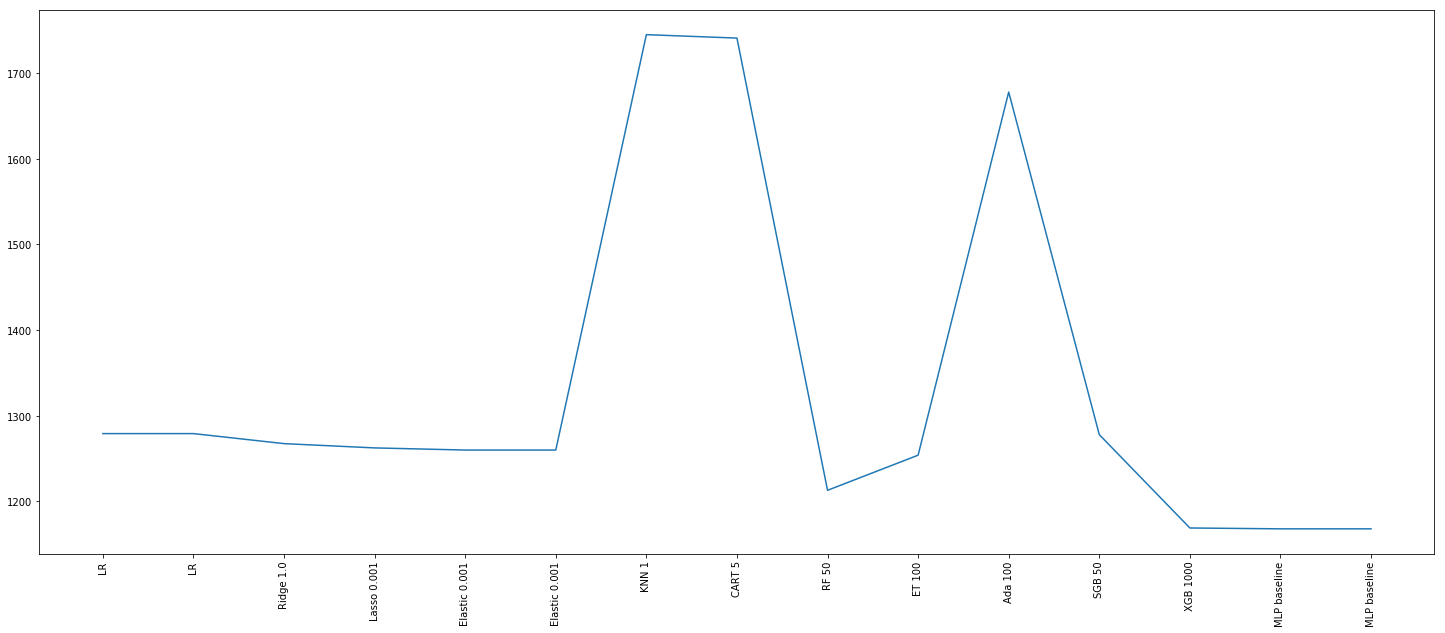 1700
1600
1500
1400
1300
1200
LR
LR
Ridge 1.0
Lasso 0.001
Elastic 0.001
Elastic 0.001
KNN 1
CART 5
RF 50
ET 100
Ada 100
SGB 50
XGB 1000
MLP baseline
MLP baseline